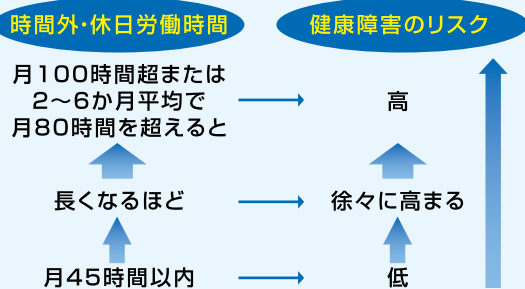 時間外・休日労働時間
健康障害のリスク
月100時間超または
2〜6か月平均で
月80時間を超えると
高
長くなるほど
徐々に高まる
月45時間以内
低